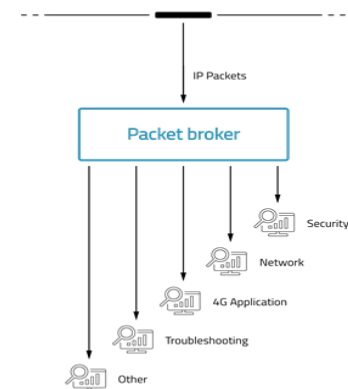 IP Packets
Packet broker
Security
Network
4G Application
Troubleshooting
Other